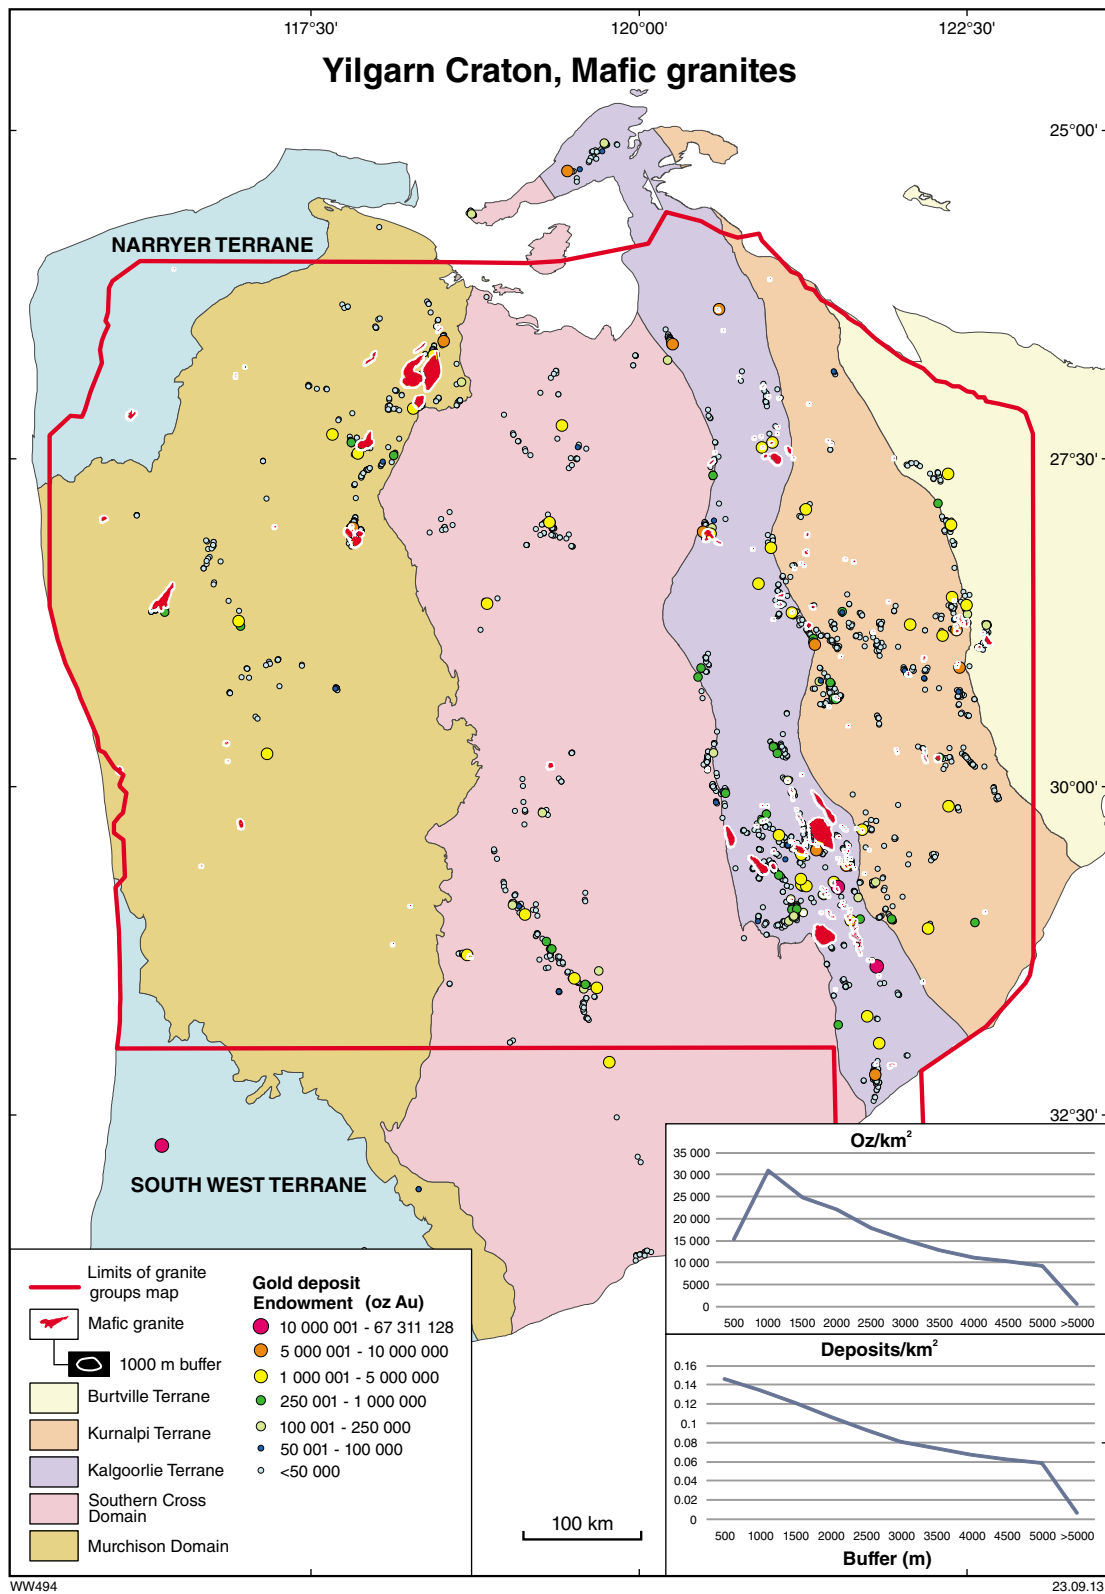 117°30'
120°00'
122°30'
Yilgarn Craton, Mafic granites
25°00'
NARRYER TERRANE
27°30'
30°00'
32°30'
SOUTH WEST TERRANE
Limits of granite
groups map
Mafic granite
1000 m buffer
Burtville Terrane
Kurnalpi Terrane
Kalgoorlie Terrane
Southern Cross
Domain
Murchison Domain
Gold deposit
Endowment (oz Au)
10 000 001 - 67 311 128
5 000 001 - 10 000 000
1 000 001 - 5 000 000
250 001 - 1 000 000
100 001 - 250 000
50 001 - 100 000
<50 000
100 km
Oz/km²
35 000
30 000
25 000
20 000
15 000
10 000
5000
0
500 1000 1500 2000 2500 3000 3500 4000 4500 5000 >5000
Deposits/km²
0.16
0.14
0.12
0.1
0.08
0.06
0.04
0.02
0
500 1000 1500 2000 2500 3000 3500 4000 4500 5000 >5000
Buffer (m)
WW494
23.09.13